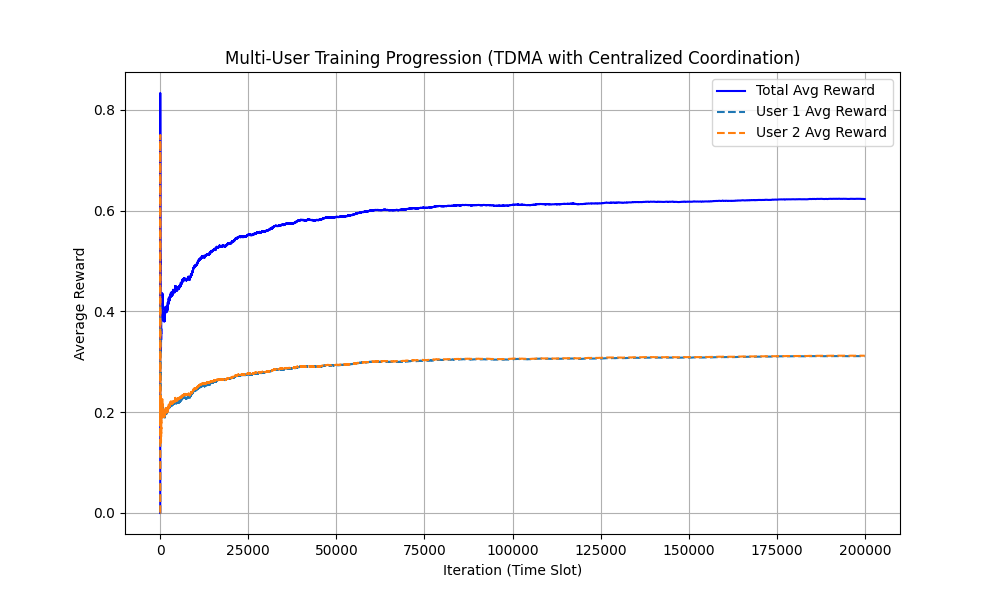 Multi-User Training Progression (TDMA with Centralized Coordination)
Total Avg Reward
User 1 Avg Reward
User 2 Avg Reward
Average Reward
0.8
0.6
0.4
0.2
0.0
0 25000 50000 75000 100000 125000 150000 175000 200000
Iteration (Time Slot)